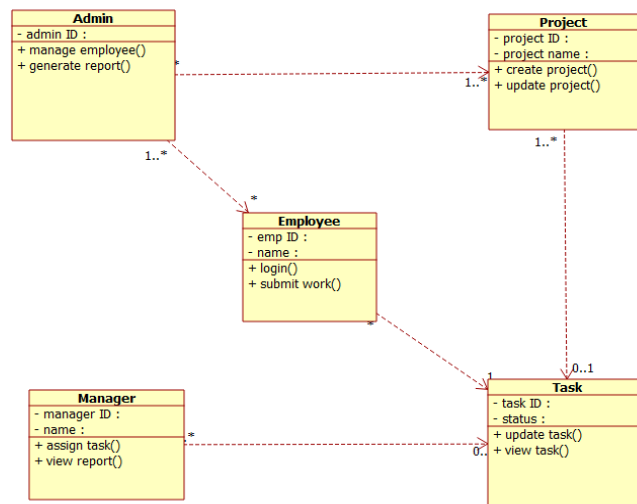 Admin
- admin ID :
+ manage employee()
+ generate report()
Project
- project ID :
- project name :
+ create project()
+ update project()
*
1..*
1..*
*
1..*
Employee
- emp ID :
- name :
+ login()
+ submit work()
*
1
0..1
Manager
- manager ID :
- name :
+ assign task()
+ view report()
.*
0..
Task
- task ID :
- status :
+ update task()
+ view task()